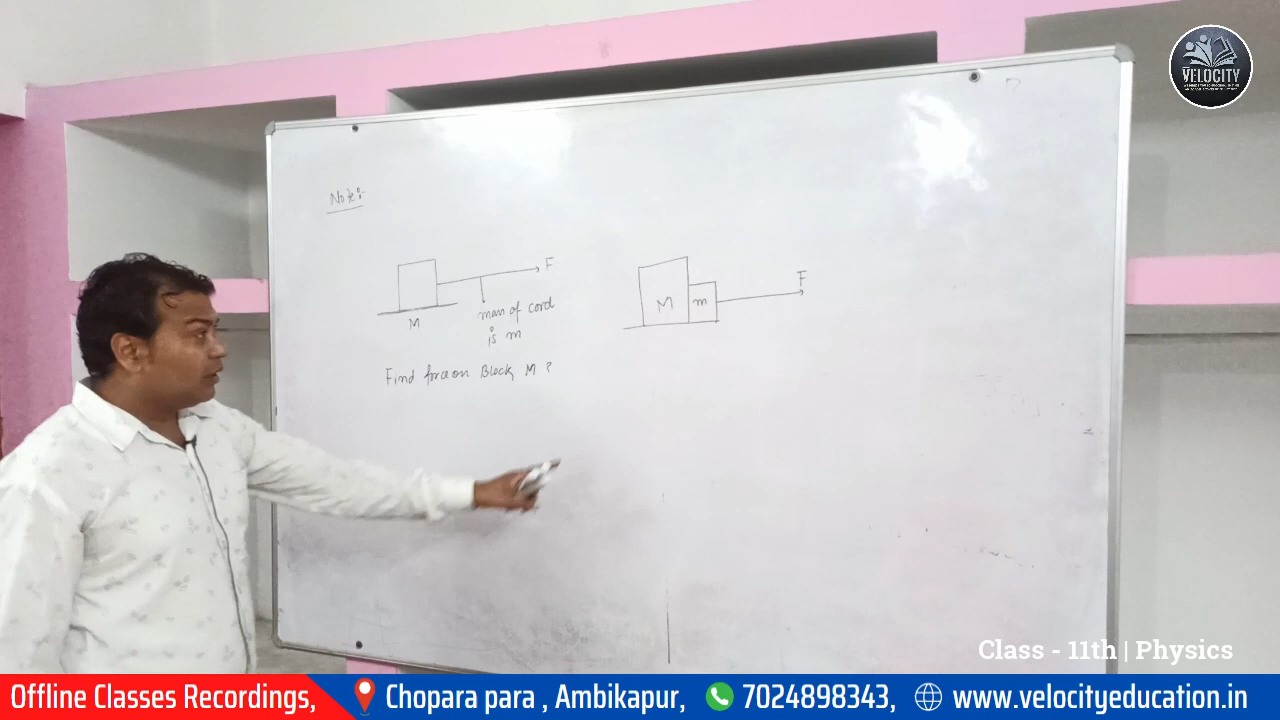 VELOCITY
Note:-
F
M
mass of cord
is m
Find force on Block M ?
M
m
F
Class - 11th | Physics
Offline Classes Recordings,
Chopara para , Ambikapur,
7024898343,
www.velocityeducation.in